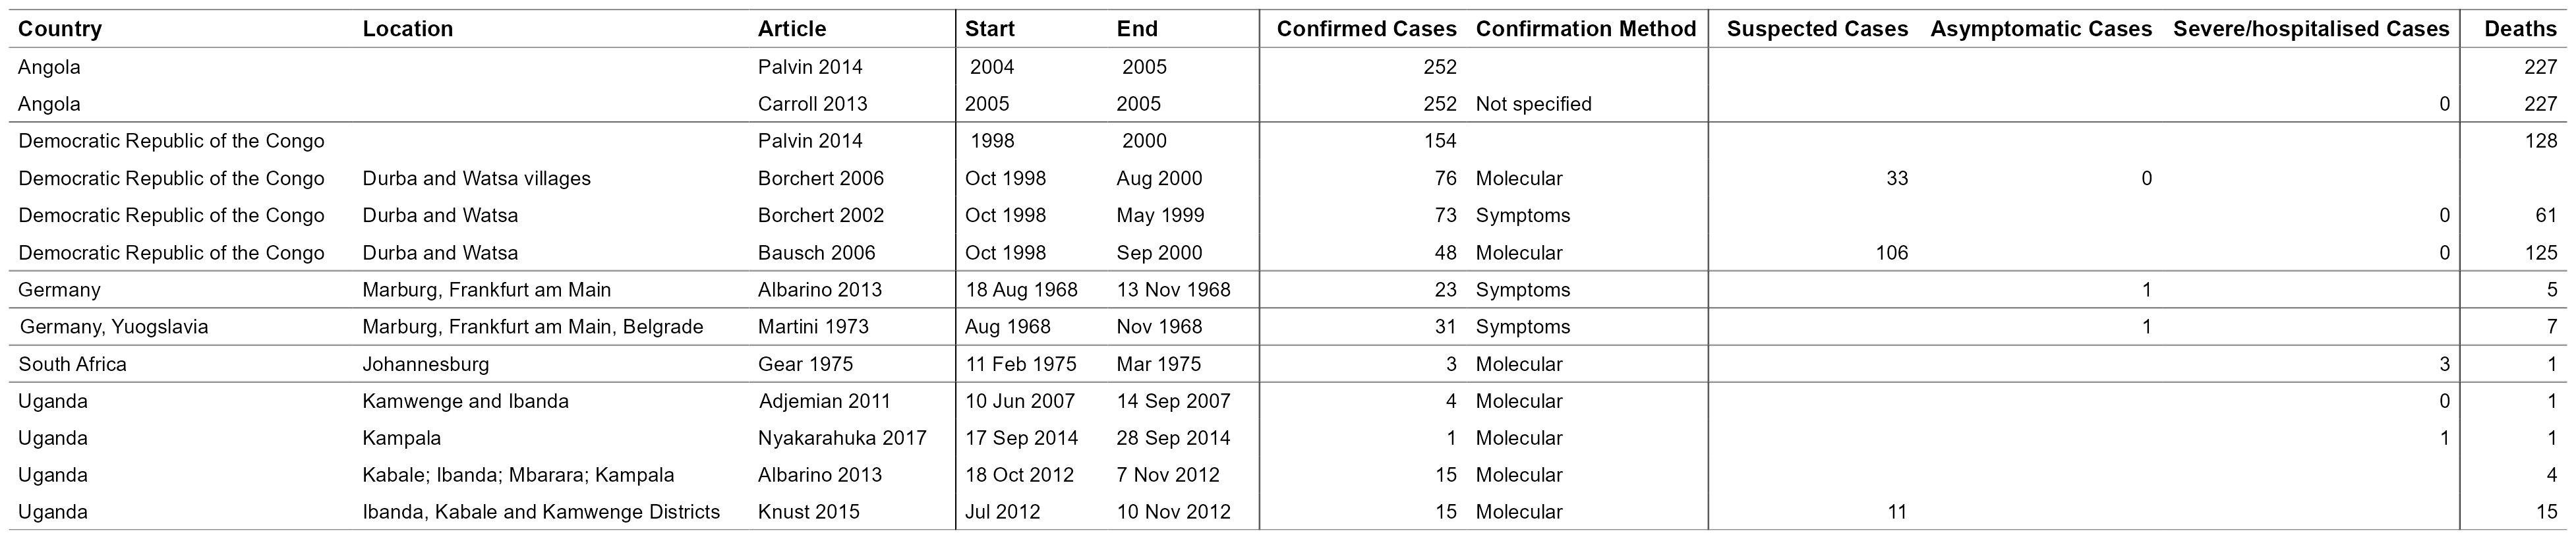 Country Location Article Start End Confirmed Cases Confirmation Method Suspected Cases Asymptomatic Cases Severe/hospitalised Cases Deaths
Angola Palvin 2014 2004 2005 252 227
Angola Carroll 2013 2005 2005 252 Not specified 0 227
Democratic Republic of the Congo Palvin 2014 1998 2000 154 128
Democratic Republic of the Congo Durba and Watsa villages Borchert 2006 Oct 1998 Aug 2000 76 Molecular 33 0
Democratic Republic of the Congo Durba and Watsa Borchert 2002 Oct 1998 May 1999 73 Symptoms 0 61
Democratic Republic of the Congo Durba and Watsa Bausch 2006 Oct 1998 Sep 2000 48 Molecular 106 0 125
Germany Marburg, Frankfurt am Main Albarino 2013 18 Aug 1968 13 Nov 1968 23 Symptoms 1 5
Germany, Yuogslavia Marburg, Frankfurt am Main, Belgrade Martini 1973 Aug 1968 Nov 1968 31 Symptoms 1 7
South Africa Johannesburg Gear 1975 11 Feb 1975 Mar 1975 3 Molecular 3 1
Uganda Kamwenge and Ibanda Adjemian 2011 10 Jun 2007 14 Sep 2007 4 Molecular 0 1
Uganda Kampala Nyakarahuka 2017 17 Sep 2014 28 Sep 2014 1 Molecular 1 1
Uganda Kabale; Ibanda; Mbarara; Kampala Albarino 2013 18 Oct 2012 7 Nov 2012 15 Molecular 4
Uganda Ibanda, Kabale and Kamwenge Districts Knust 2015 Jul 2012 10 Nov 2012 15 Molecular 11 15